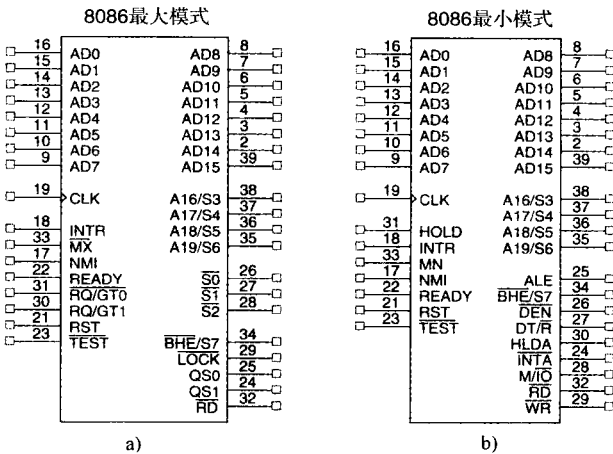 8086最大模式
16 AD0 AD8 8
15 AD1 AD9 7
14 AD2 AD10 6
13 AD3 AD11 5
12 AD4 AD12 4
11 AD5 AD13 3
10 AD6 AD14 2
9 AD7 AD15 39
19 CLK A16/S3 38
A17/S4 37
18 INTR A18/S5 36
33 MX A19/S6 35
17 NMI
22 READY S0 26
31 RQ/GT0 S1 27
30 RQ/GT1 S2 28
21 RST
23 TEST BHE/S7 34
LOCK 29
QS0 25
QS1 24
RD 32
a)
8086最小模式
16 AD0 AD8 8
15 AD1 AD9 7
14 AD2 AD10 6
13 AD3 AD11 5
12 AD4 AD12 4
11 AD5 AD13 3
10 AD6 AD14 2
9 AD7 AD15 39
19 CLK A16/S3 38
A17/S4 37
31 HOLD A18/S5 36
18 INTR A19/S6 35
33 MN
17 NMI ALE 25
22 READY BHE/S7 34
21 RST DEN 26
23 TEST DT/R 27
HLDA 30
INTA 24
M/IO 28
RD 32
WR 29
b)